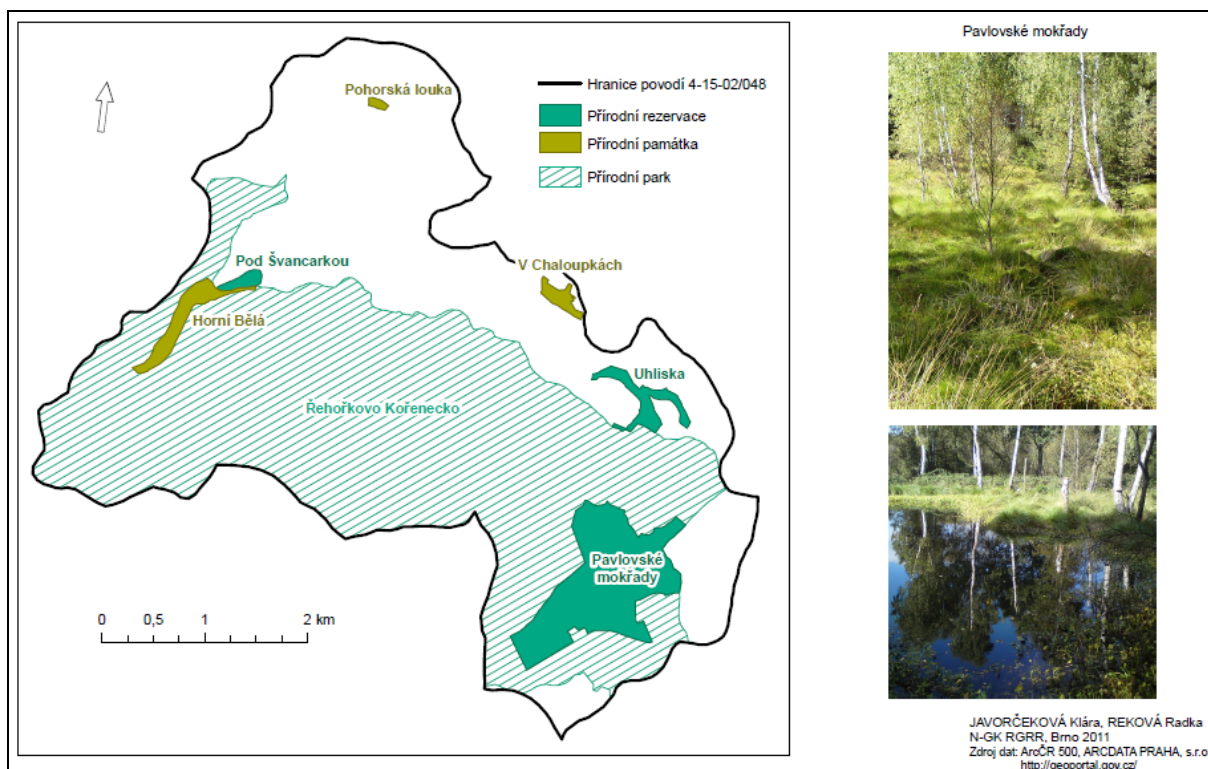 Pavlovské mokřady
Pohorská louka
Hranice povodí 4-15-02/048
Přírodní rezervace
Přírodní památka
Přírodní park
Pod Švancarkou
V Chaloupkách
Horní Bělá
Uhliska
Řehořkovo Kořenecko
Pavlovské
mokřady
0 0,5 1 2 km
JAVORČEKOVÁ Klára, REKOVÁ Radka
N-GK RGRR, Brno 2011
Zdroj dat: ArcČR 500, ARCDATA PRAHA, s.r.o
http://geoportal.gov.cz/